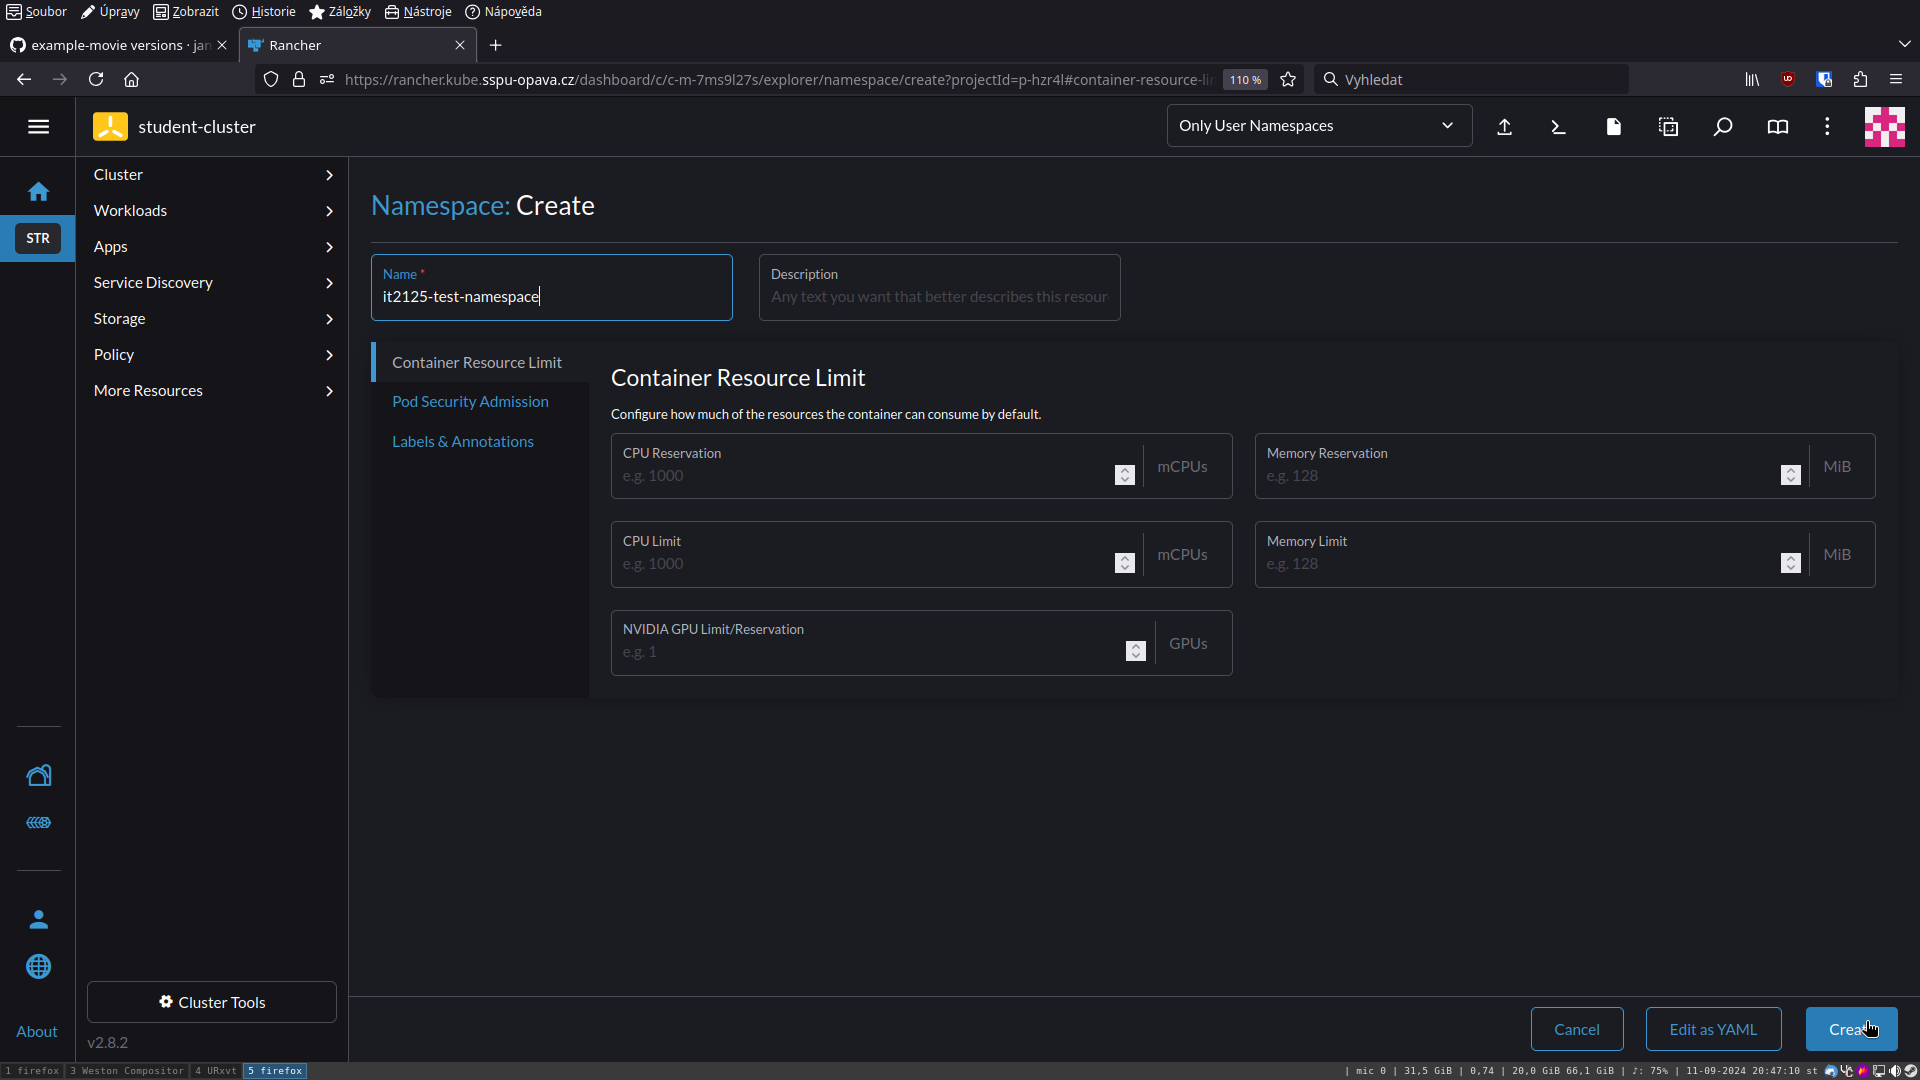 Soubor Úpravy Zobrazit Historie Záložky Nástroje Nápověda
example-movie versions · jan
Rancher
https://rancher.kube.sspu-opava.cz/dashboard/c/c-m-7ms9l27s/explorer/namespace/create?projectId=p-hzr4l#container-resource-li
110 %
Vyhledat
student-cluster
Only User Namespaces
STR
Cluster
Workloads
Apps
Service Discovery
Storage
Policy
More Resources
Namespace: Create
Name *
it2125-test-namespace
Description
Any text you want that better describes this resour
Container Resource Limit
Pod Security Admission
Labels & Annotations
Container Resource Limit
Configure how much of the resources the container can consume by default.
CPU Reservation
e.g. 1000
mCPUs
Memory Reservation
e.g. 128
MiB
CPU Limit
e.g. 1000
mCPUs
Memory Limit
e.g. 128
MiB
NVIDIA GPU Limit/Reservation
e.g. 1
GPUs
Cluster Tools
About
v2.8.2
Cancel
Edit as YAML
1 firefox 3 Weston Compositor 4 URxvt 5 firefox
| mic 0 | 31,5 GiB | 0,74 | 20,0 GiB 66,1 GiB | ♪: 75% | 11-09-2024 20:47:10 st